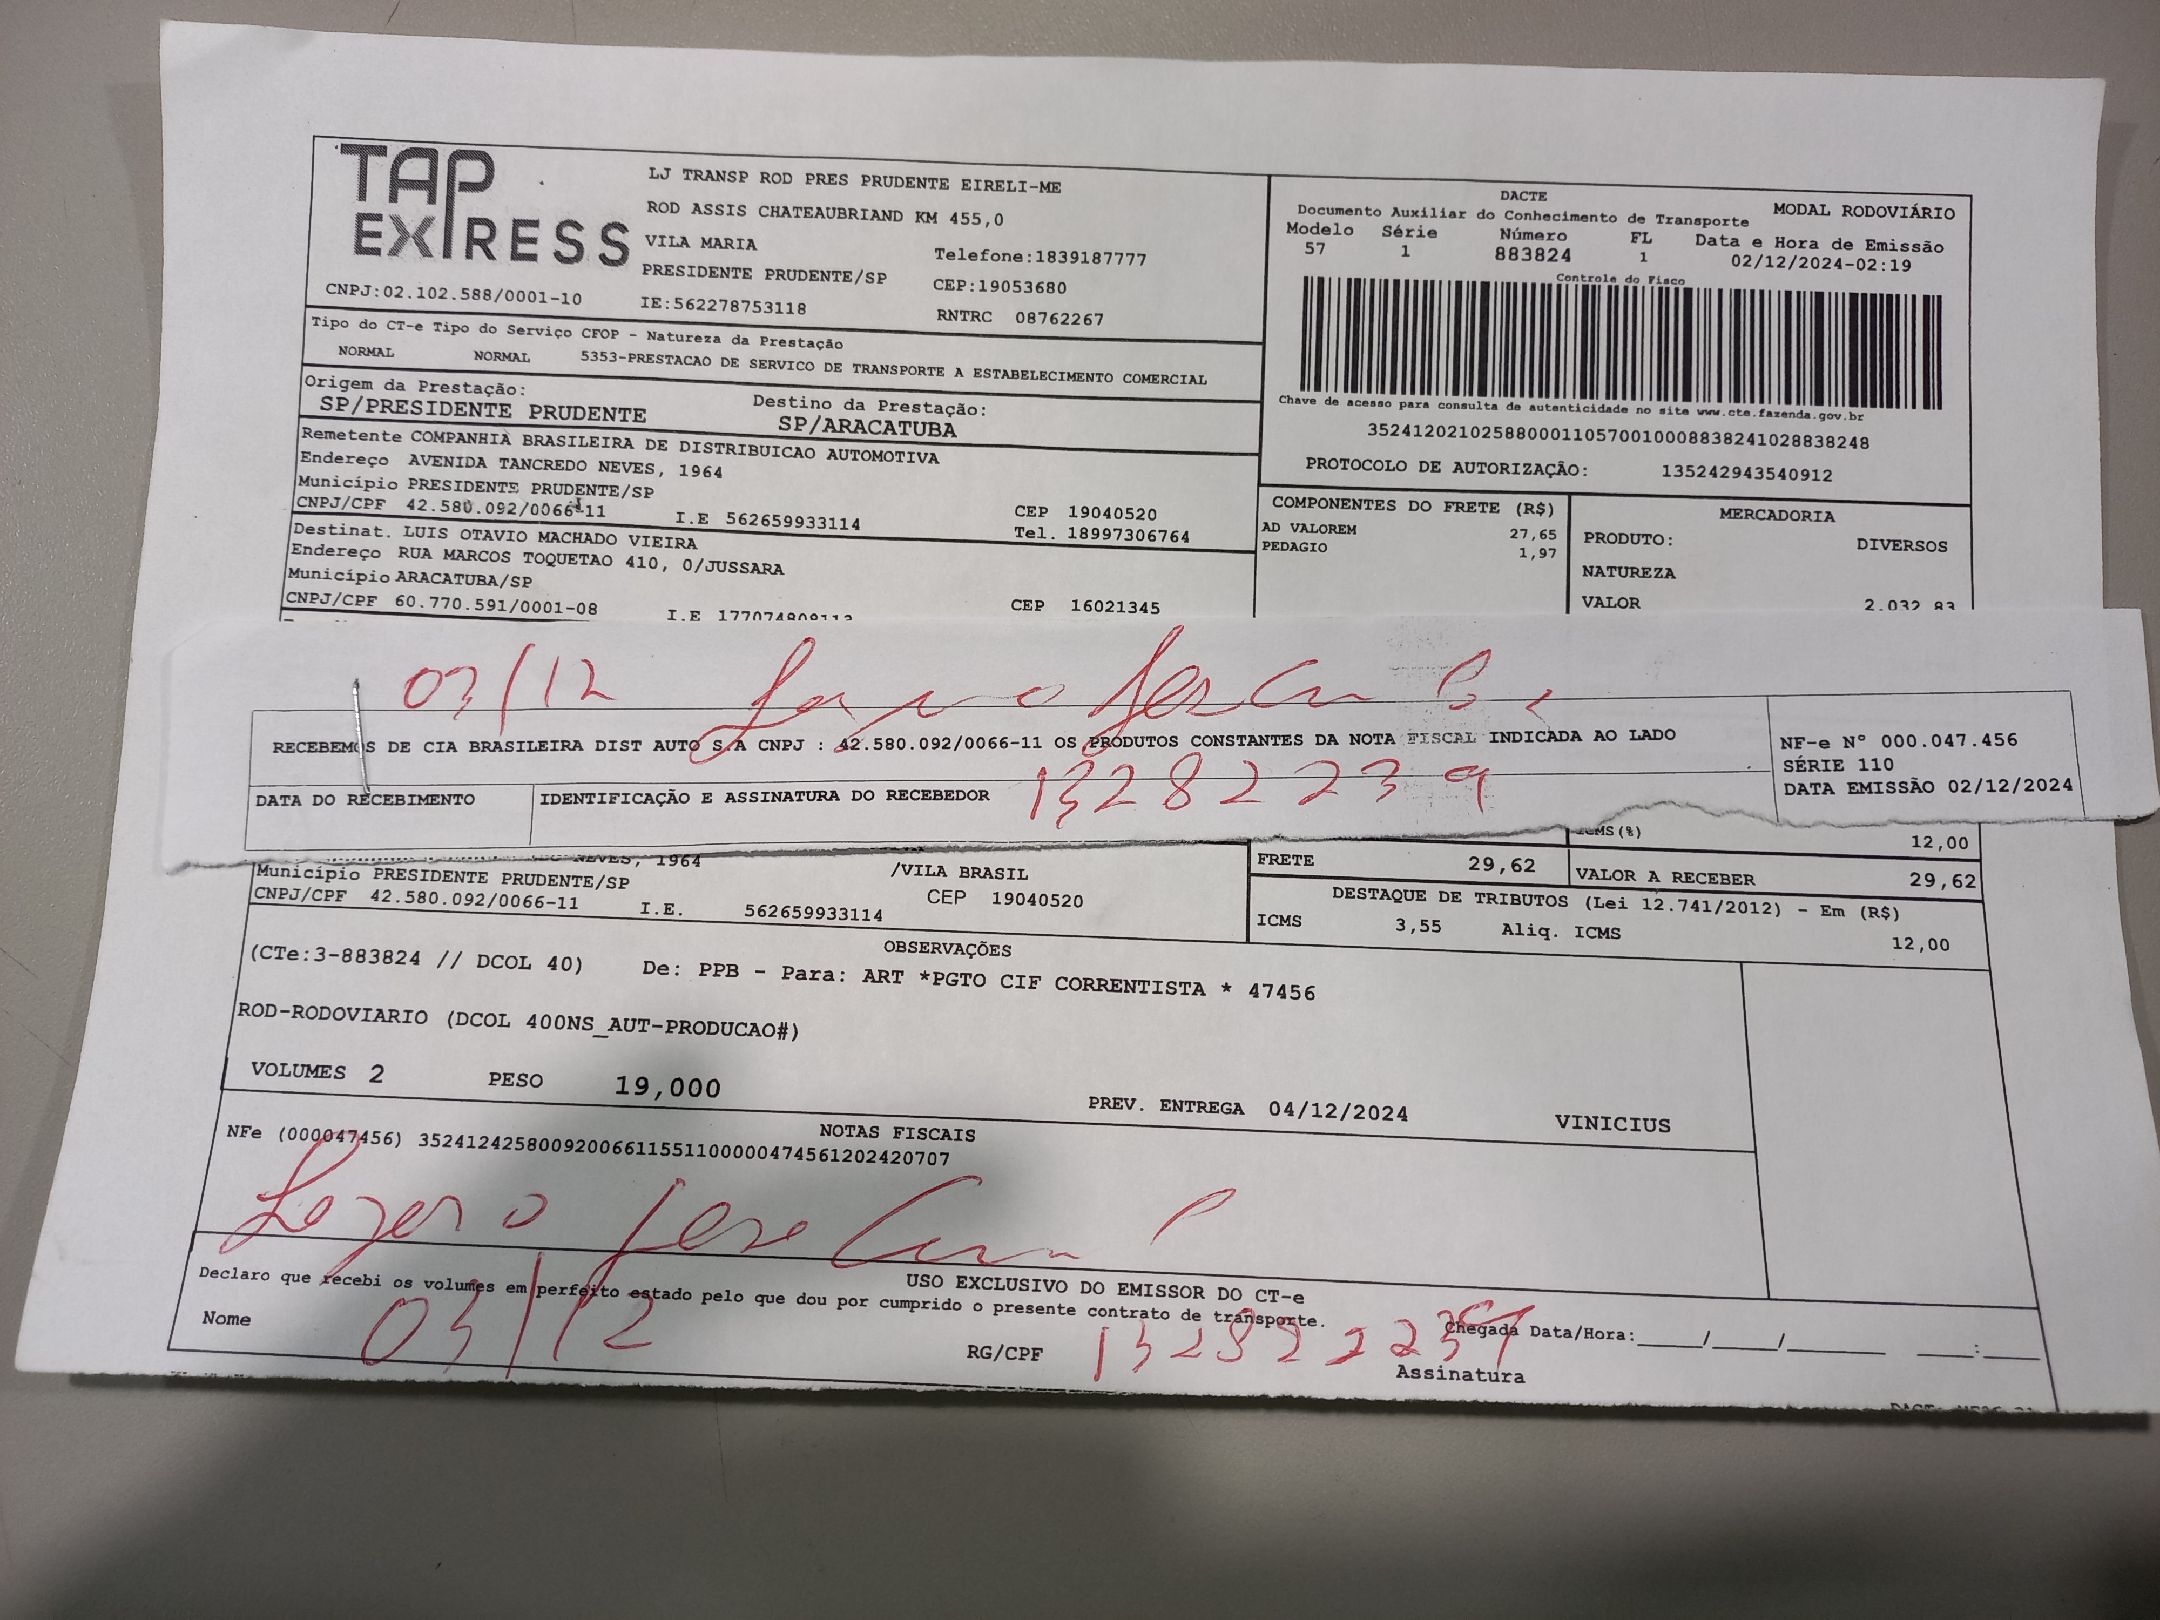 TAP
EXPRESS
LJ TRANSP ROD PRES PRUDENTE EIRELI-ME
ROD ASSIS CHATEAUBRIAND KM 455,0
VILA MARIA Telefone:1839187777
PRESIDENTE PRUDENTE/SP CEP:19053680
CNPJ:02.102.588/0001-10 IE:562278753118 RNTRC 08762267
DACTE MODAL RODOVIÁRIO
Documento Auxiliar do Conhecimento de Transporte
Modelo Série Número FL Data e Hora de Emissão
57 1 883824 1 02/12/2024-02:19
Controle do Fisco
Chave de acesso para consulta de autenticidade no site www.cte.fazenda.gov.br
35241202102588000110570010008838241028838248
PROTOCOLO DE AUTORIZAÇÃO: 135242943540912
Tipo do CT-e Tipo do Serviço CFOP - Natureza da Prestação
NORMAL NORMAL 5353-PRESTACAO DE SERVICO DE TRANSPORTE A ESTABELECIMENTO COMERCIAL
Origem da Prestação: Destino da Prestação:
SP/PRESIDENTE PRUDENTE SP/ARACATUBA
Remetente COMPANHIA BRASILEIRA DE DISTRIBUICAO AUTOMOTIVA
Endereço AVENIDA TANCREDO NEVES, 1964
Município PRESIDENTE PRUDENTE/SP CEP 19040520
CNPJ/CPF 42.580.092/0066-11 I.E 562659933114 Tel. 18997306764
Destinat. LUIS OTAVIO MACHADO VIEIRA
Endereço RUA MARCOS TOQUETAO 410, 0/JUSSARA
Município ARACATUBA/SP CEP 16021345
CNPJ/CPF 60.770.591/0001-08 I.E 177074809113
COMPONENTES DO FRETE (R$) MERCADORIA
AD VALOREM 27,65 PRODUTO: DIVERSOS
PEDAGIO 1,97 NATUREZA
VALOR 2.032,83
03/12
RECEBEMOS DE CIA BRASILEIRA DIST AUTO S.A CNPJ : 42.580.092/0066-11 OS PRODUTOS CONSTANTES DA NOTA FISCAL INDICADA AO LADO
NF-e N° 000.047.456
SÉRIE 110
DATA EMISSÃO 02/12/2024
DATA DO RECEBIMENTO IDENTIFICAÇÃO E ASSINATURA DO RECEBEDOR 13282239
NEVES, 1964 /VILA BRASIL
Município PRESIDENTE PRUDENTE/SP CEP 19040520
CNPJ/CPF 42.580.092/0066-11 I.E. 562659933114
ICMS(%) 12,00
FRETE 29,62 VALOR A RECEBER 29,62
DESTAQUE DE TRIBUTOS (Lei 12.741/2012) - Em (R$)
ICMS 3,55 Aliq. ICMS 12,00
OBSERVAÇÕES
(CTe:3-883824 // DCOL 40) De: PPB - Para: ART *PGTO CIF CORRENTISTA * 47456
ROD-RODOVIARIO (DCOL 400NS_AUT-PRODUCAO#)
VOLUMES 2 PESO 19,000 PREV. ENTREGA 04/12/2024 VINICIUS
NOTAS FISCAIS
NFe (000047456) 35241242580092006611551100000474561202420707
USO EXCLUSIVO DO EMISSOR DO CT-e
Declaro que recebi os volumes em perfeito estado pelo que dou por cumprido o presente contrato de transporte.
Nome 03/12 RG/CPF Chegada Data/Hora:____/____/______ ___:___
Assinatura